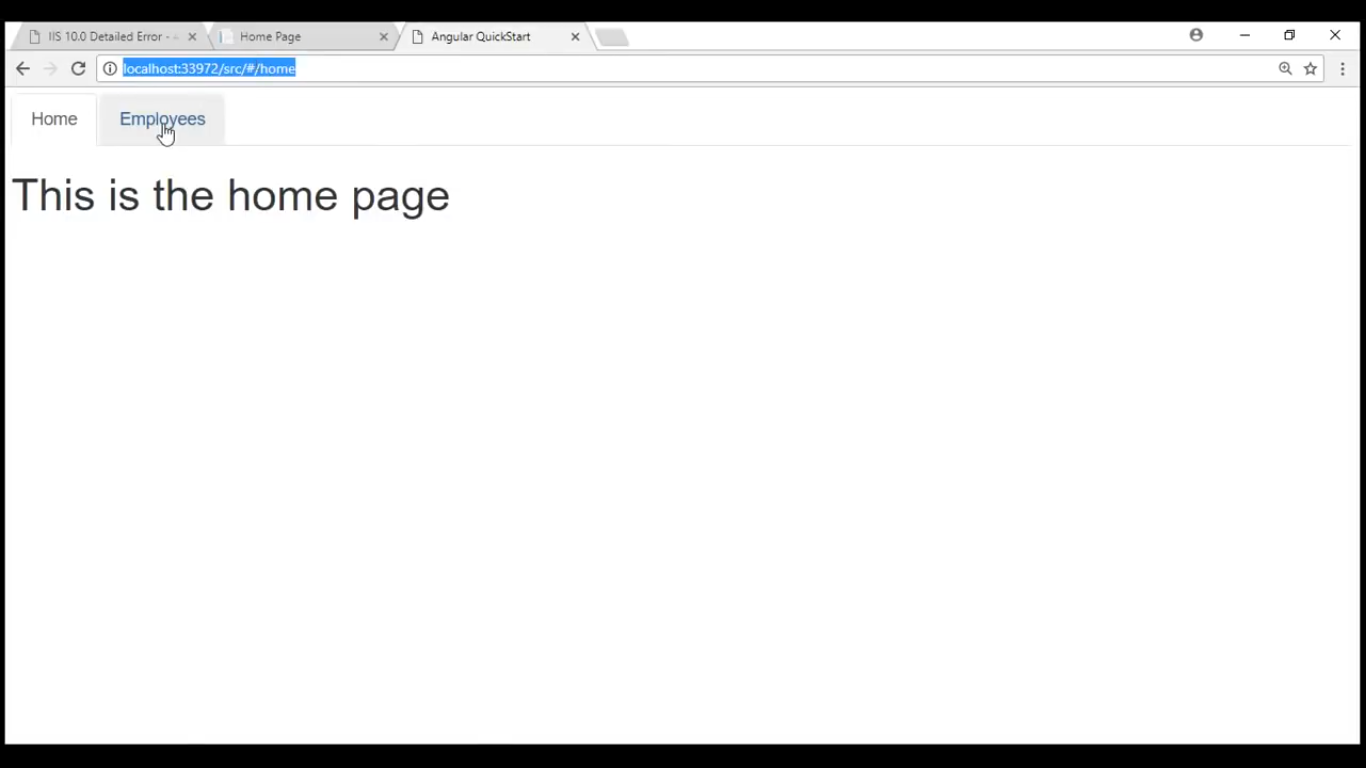 IIS 10.0 Detailed Error - Home Page Angular QuickStart
localhost:33972/src/#/home
Home Employees
This is the home page